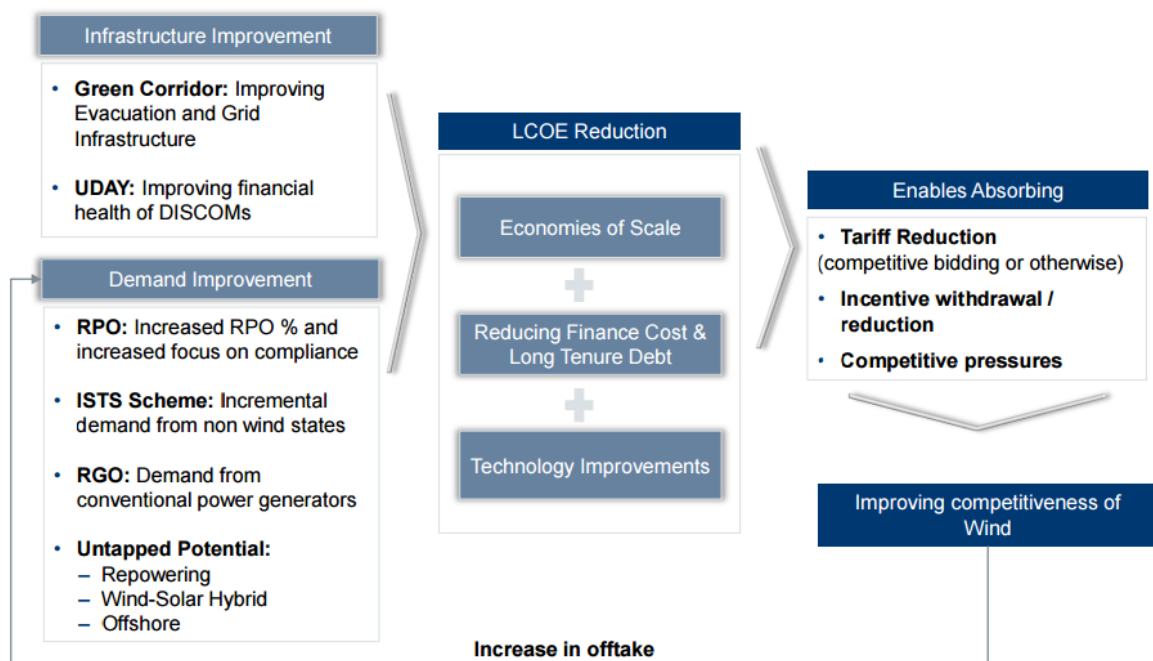 Infrastructure Improvement
• Green Corridor: Improving
Evacuation and Grid
Infrastructure
• UDAY: Improving financial
health of DISCOMs
Demand Improvement
• RPO: Increased RPO % and
increased focus on compliance
• ISTS Scheme: Incremental
demand from non wind states
• RGO: Demand from
conventional power generators
• Untapped Potential:
– Repowering
– Wind-Solar Hybrid
– Offshore
LCOE Reduction
Economies of Scale
+
Reducing Finance Cost &
Long Tenure Debt
+
Technology Improvements
Enables Absorbing
• Tariff Reduction
(competitive bidding or otherwise)
• Incentive withdrawal /
reduction
• Competitive pressures
Improving competitiveness of
Wind
Increase in offtake